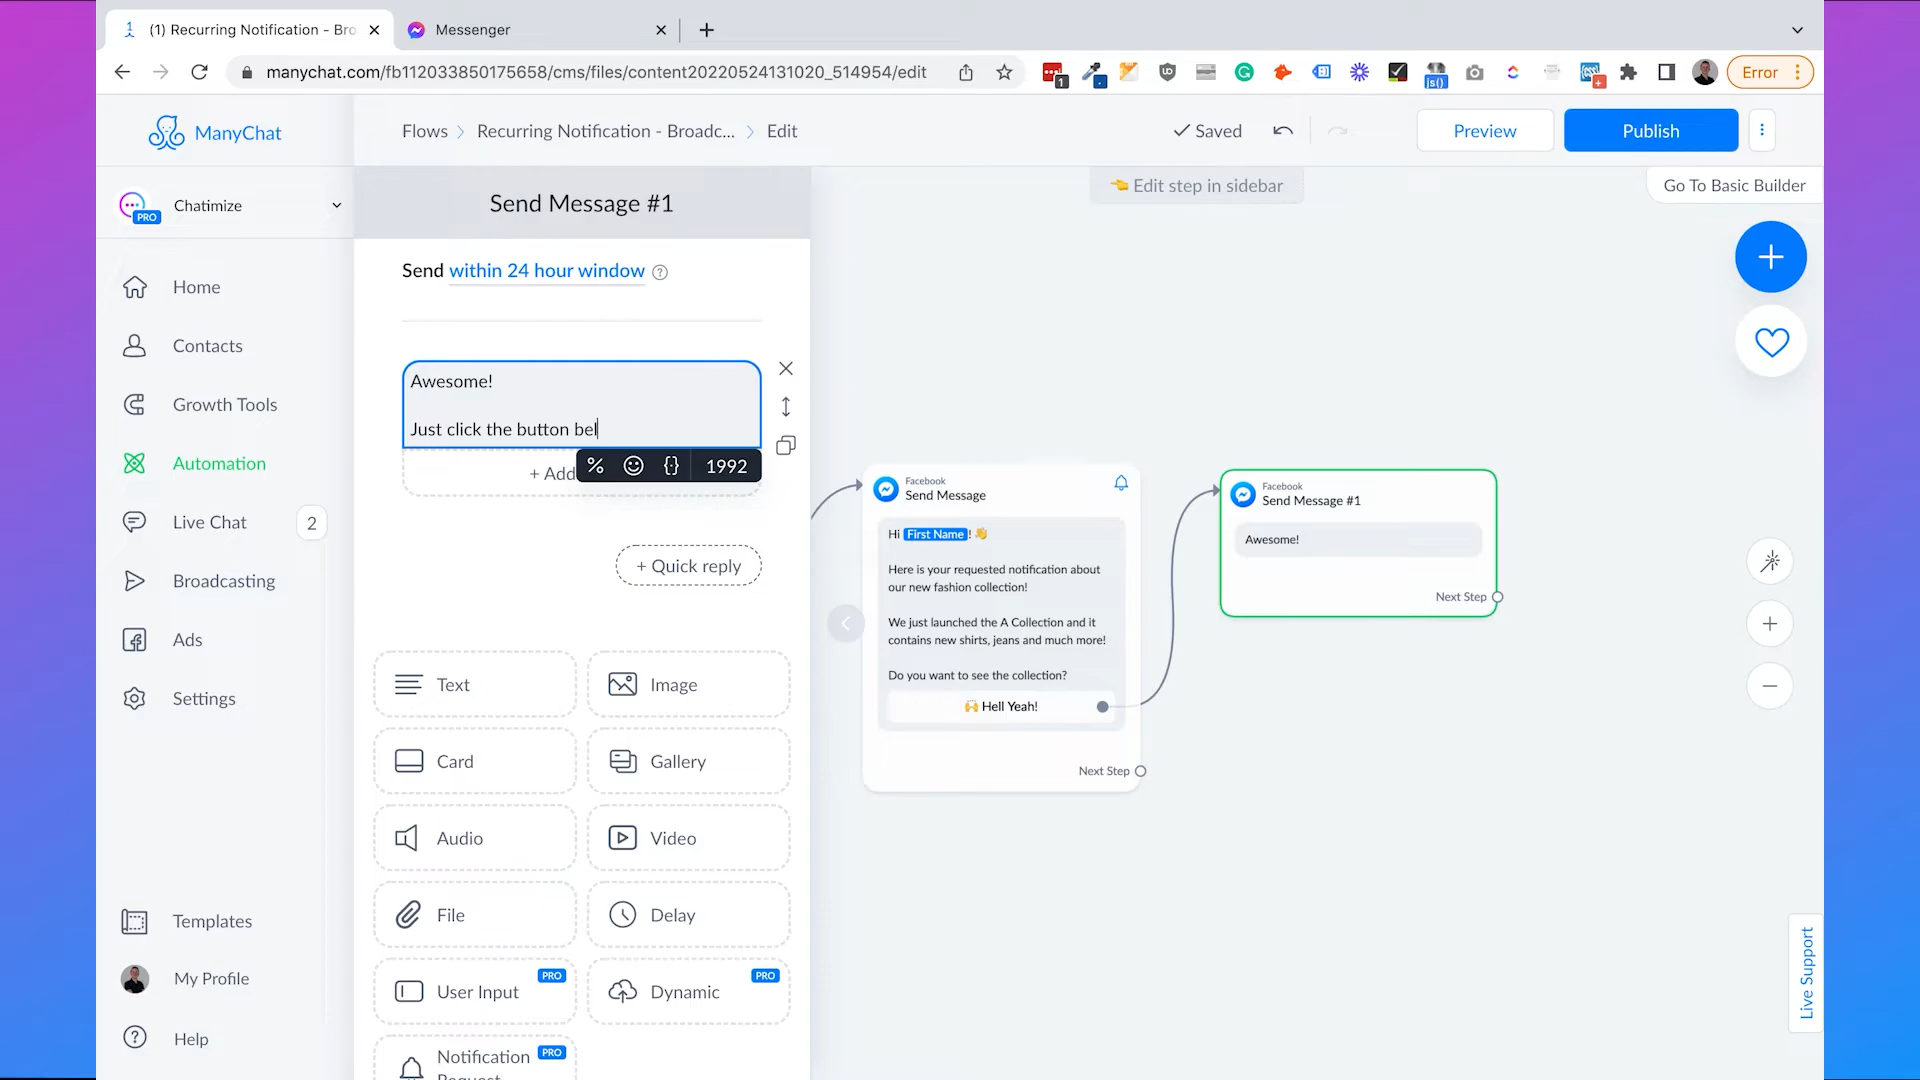 (1) Recurring Notification - Bro
Messenger
manychat.com/fb112033850175658/cms/files/content20220524131020_514954/edit
1
js()
Error
ManyChat
Flows
Recurring Notification - Broadc...
Edit
Saved
Preview
Publish
PRO
Chatimize
Send Message #1
Edit step in sidebar
Go To Basic Builder
Home
Contacts
Growth Tools
Automation
Live Chat
2
Broadcasting
Ads
Settings
Templates
My Profile
Help
Send within 24 hour window
Awesome!
Just click the button bel
+ Add
1992
+ Quick reply
Text
Image
Card
Gallery
Audio
Video
File
Delay
User Input
PRO
Dynamic
PRO
Notification
PRO
Request
Facebook
Send Message
Hi First Name! 👋
Here is your requested notification about
our new fashion collection!
We just launched the A Collection and it
contains new shirts, jeans and much more!
Do you want to see the collection?
🙌 Hell Yeah!
Next Step
Facebook
Send Message #1
Awesome!
Next Step
Live Support